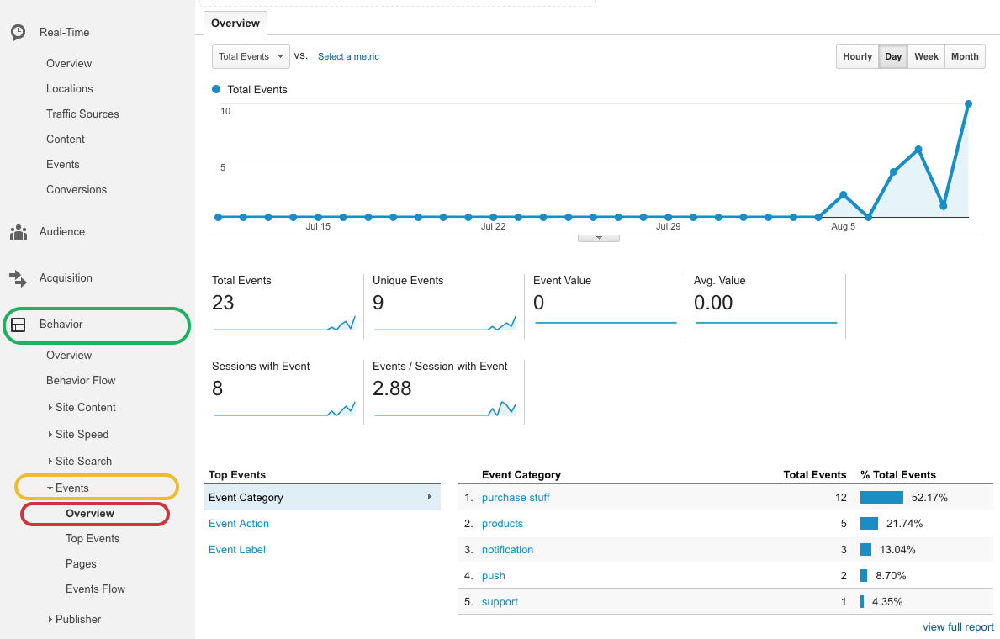 Real-Time
Overview
Locations
Traffic Sources
Content
Events
Conversions
Audience
Acquisition
Behavior
Overview
Behavior Flow
Site Content
Site Speed
Site Search
Events
Overview
Top Events
Pages
Events Flow
Publisher
Overview
Total Events vs. Select a metric
Hourly Day Week Month
Total Events
10
5
Jul 15 Jul 22 Jul 29 Aug 5
Total Events Unique Events Event Value Avg. Value
23 9 0 0.00
Sessions with Event Events / Session with Event
8 2.88
Top Events
Event Category
Event Action
Event Label
Event Category Total Events % Total Events
1. purchase stuff 12 52.17%
2. products 5 21.74%
3. notification 3 13.04%
4. push 2 8.70%
5. support 1 4.35%
view full report